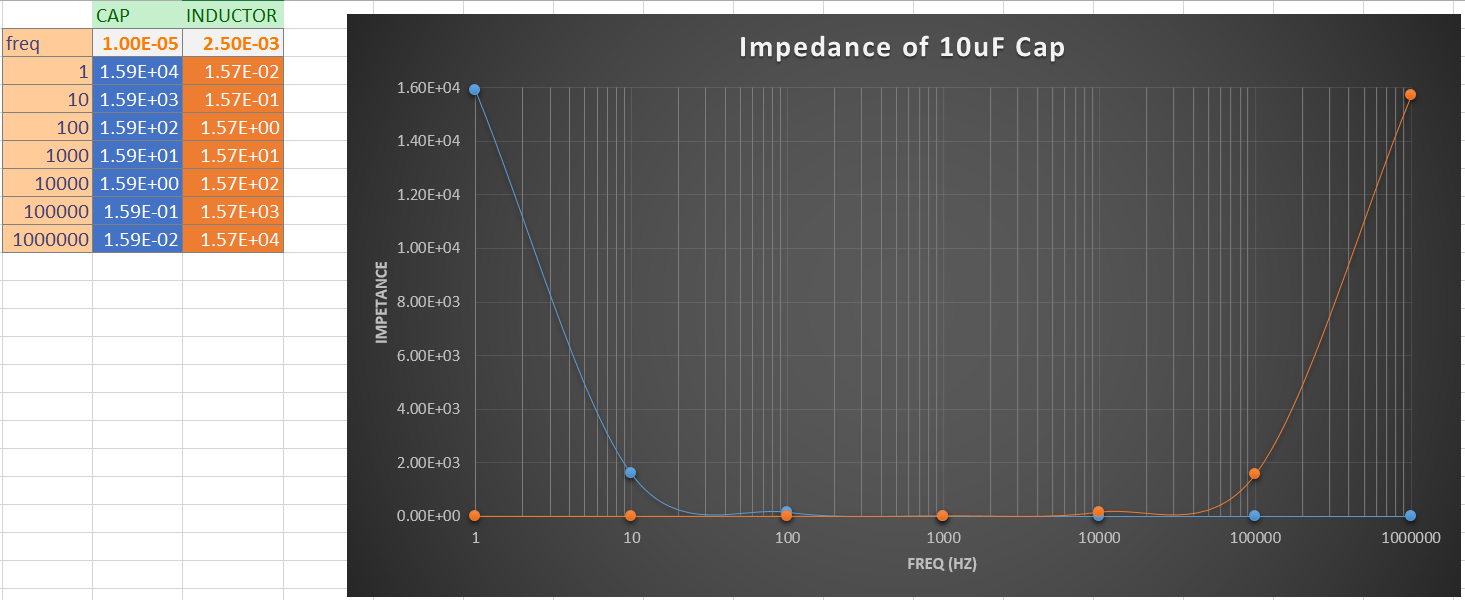 CAP INDUCTOR
freq 1.00E-05 2.50E-03
1 1.59E+04 1.57E-02
10 1.59E+03 1.57E-01
100 1.59E+02 1.57E+00
1000 1.59E+01 1.57E+01
10000 1.59E+00 1.57E+02
100000 1.59E-01 1.57E+03
1000000 1.59E-02 1.57E+04
Impedance of 10uF Cap
1.60E+04
1.40E+04
1.20E+04
1.00E+04
8.00E+03
6.00E+03
4.00E+03
2.00E+03
0.00E+00
IMPETANCE
1 10 100 1000 10000 100000 1000000
FREQ (HZ)